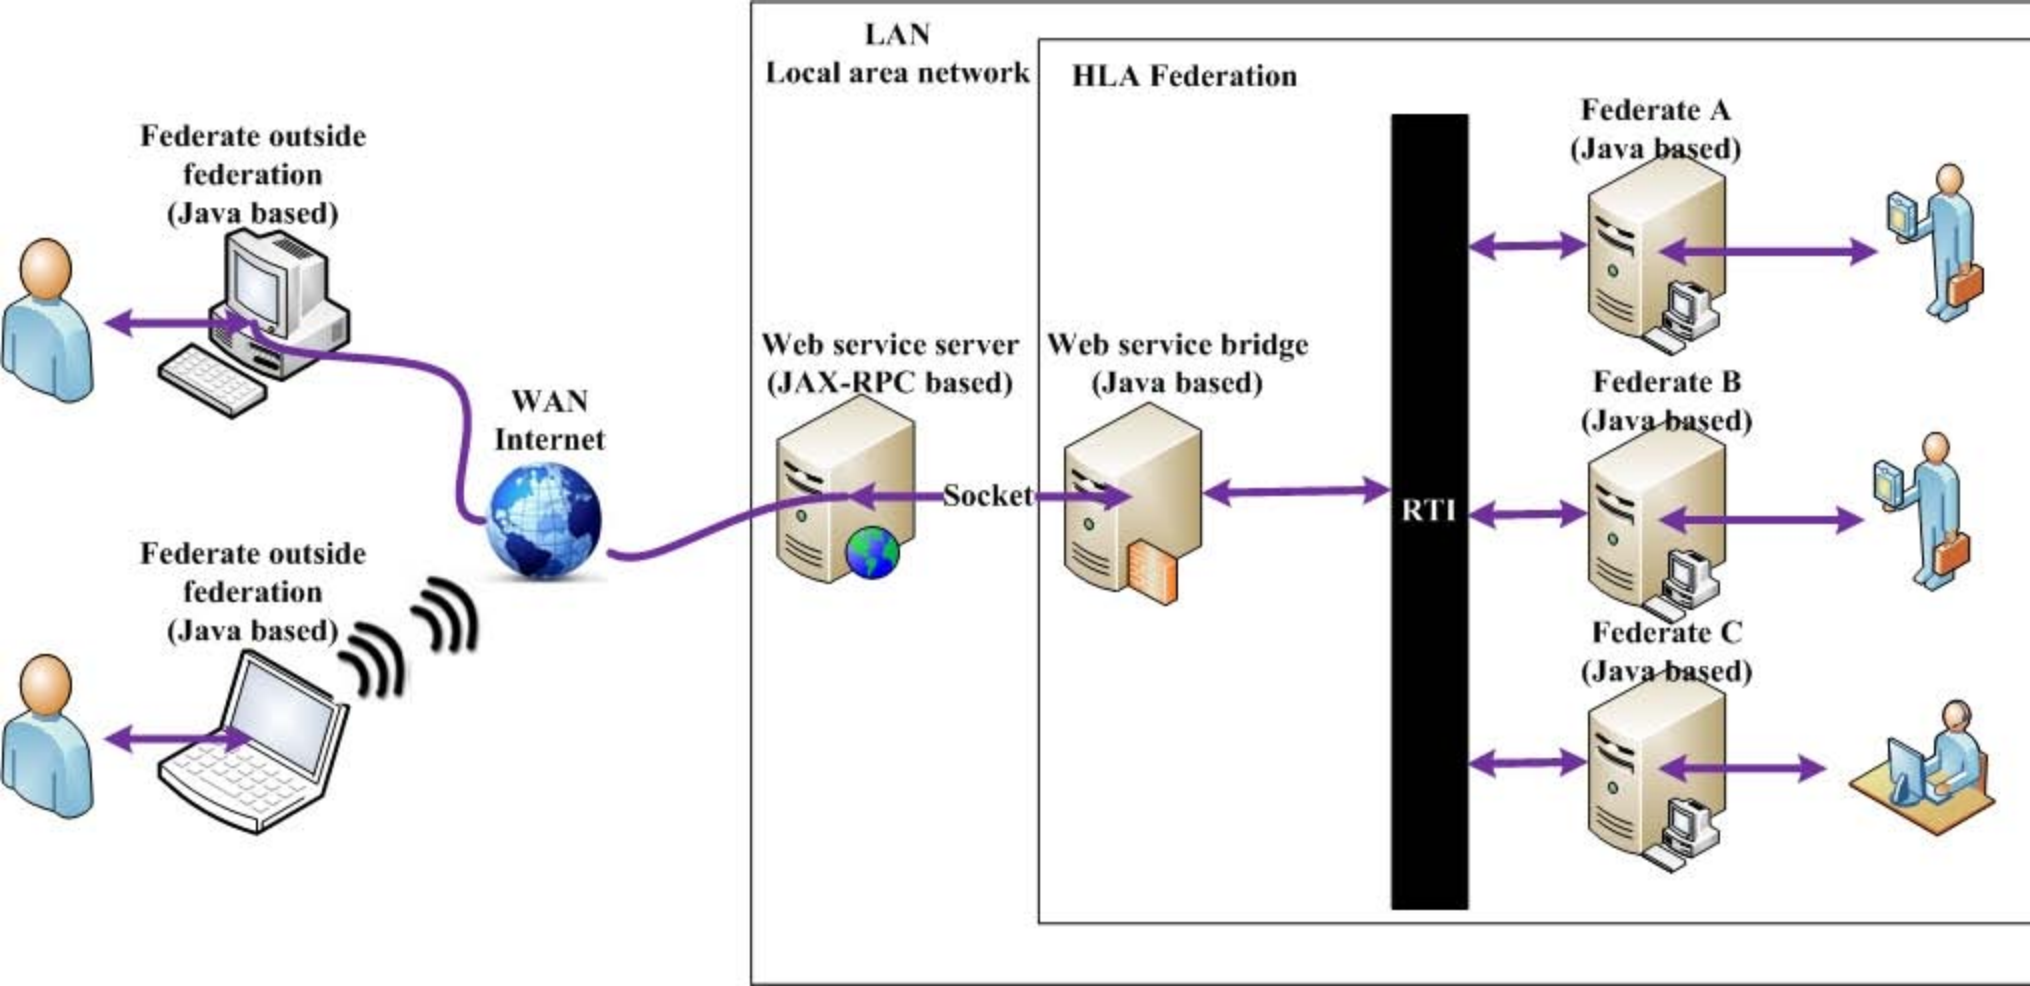 LAN
Local area network
HLA Federation
Federate A
(Java based)
Federate outside
federation
(Java based)
Web service server
(JAX-RPC based)
Web service bridge
(Java based)
Federate B
(Java based)
WAN
Internet
Socket
RTI
Federate outside
federation
(Java based)
Federate C
(Java based)